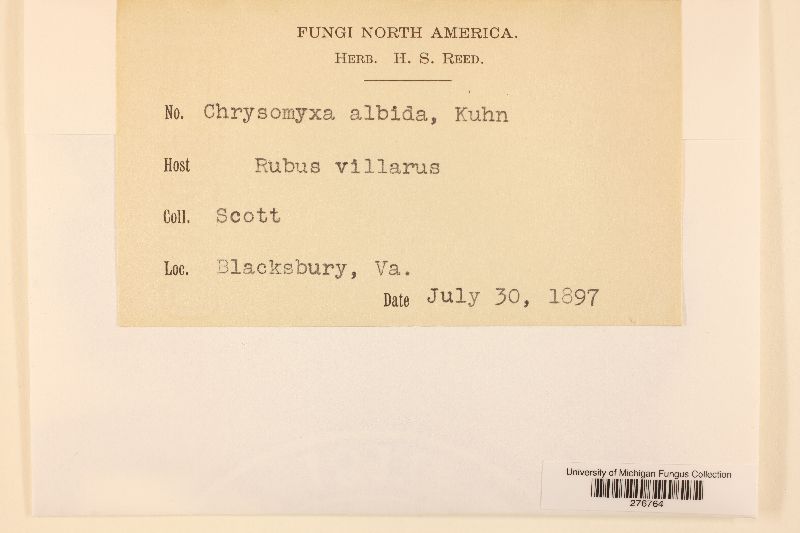 FUNGI NORTH AMERICA.
HERB. H. S. REED.
No. Chrysomyxa albida, Kuhn
Host Rubus villarus
Coll. Scott
Loc. Blacksbury, Va.
Date July 30, 1897
University of Michigan Fungus Collection
276764